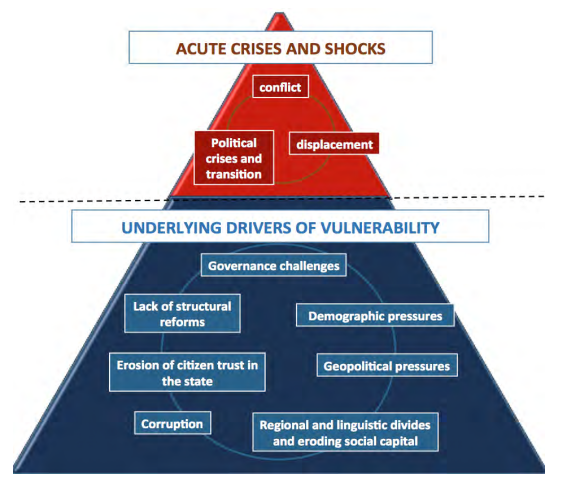 ACUTE CRISES AND SHOCKS
conflict
Political
crises and
transition
displacement
UNDERLYING DRIVERS OF VULNERABILITY
Governance challenges
Lack of structural
reforms
Demographic pressures
Erosion of citizen trust in
the state
Geopolitical pressures
Corruption
Regional and linguistic divides
and eroding social capital